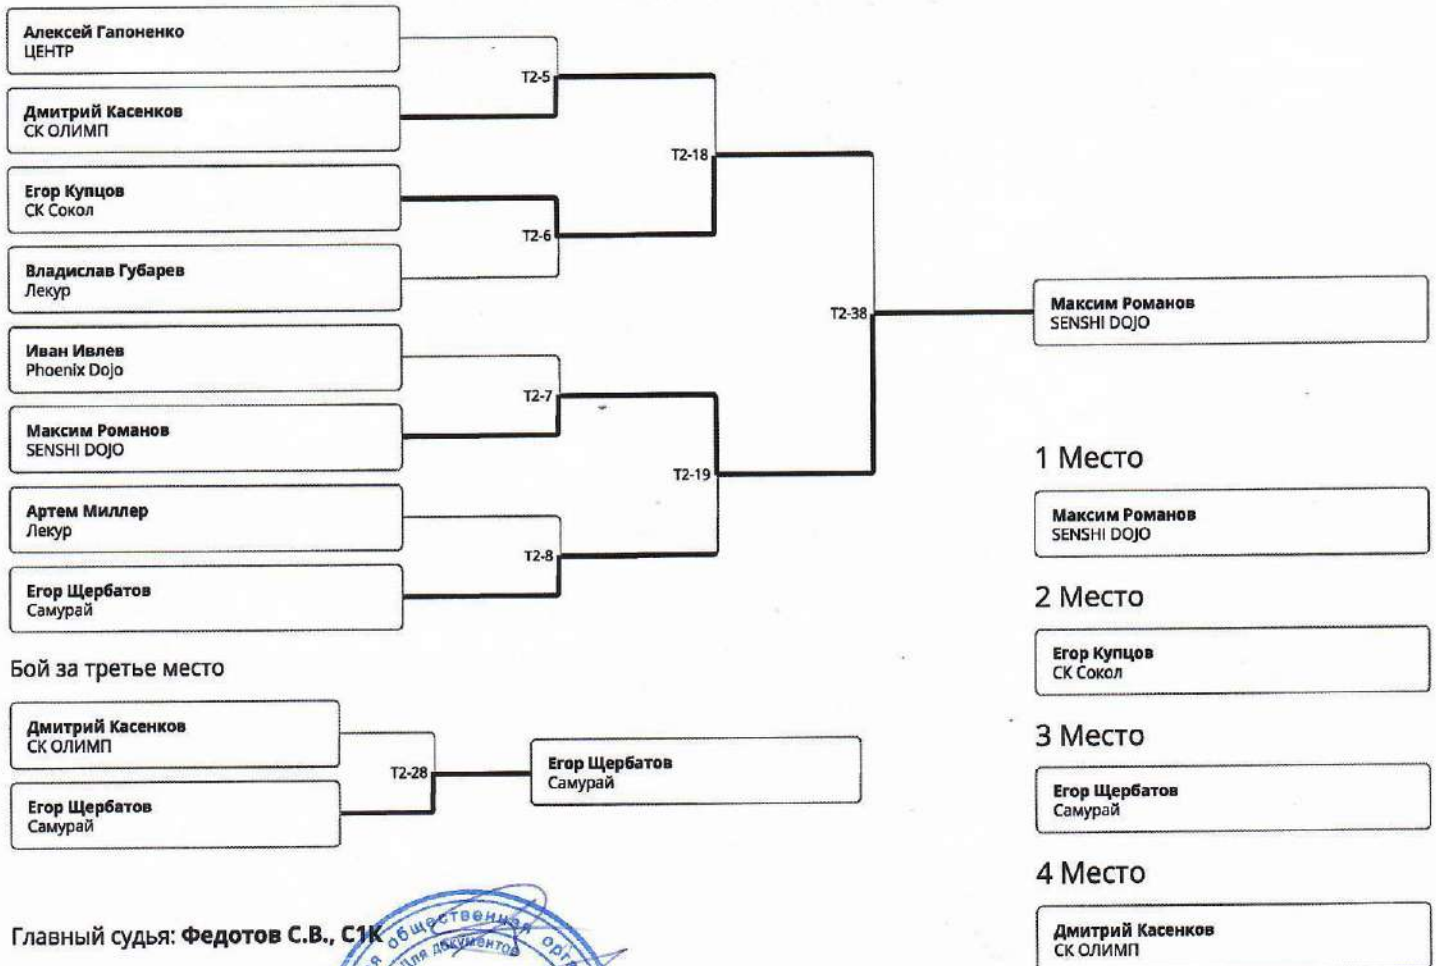 Алексей Гапоненко
ЦЕНТР
Дмитрий Касенков
СК ОЛИМП
Егор Купцов
СК Сокол
Владислав Губарев
Лекур
Иван Ивлев
Phoenix Dojo
Максим Романов
SENSHI DOJO
Артем Миллер
Лекур
Егор Щербатов
Самурай
T2-5
T2-6
T2-7
T2-8
T2-18
T2-19
T2-38
Максим Романов
SENSHI DOJO
1 Место
Максим Романов
SENSHI DOJO
2 Место
Егор Купцов
СК Сокол
3 Место
Егор Щербатов
Самурай
4 Место
Дмитрий Касенков
СК ОЛИМП
Бой за третье место
Дмитрий Касенков
СК ОЛИМП
Егор Щербатов
Самурай
T2-28
Егор Щербатов
Самурай
Главный судья: Федотов С.В., С1К
общественная
Для документов